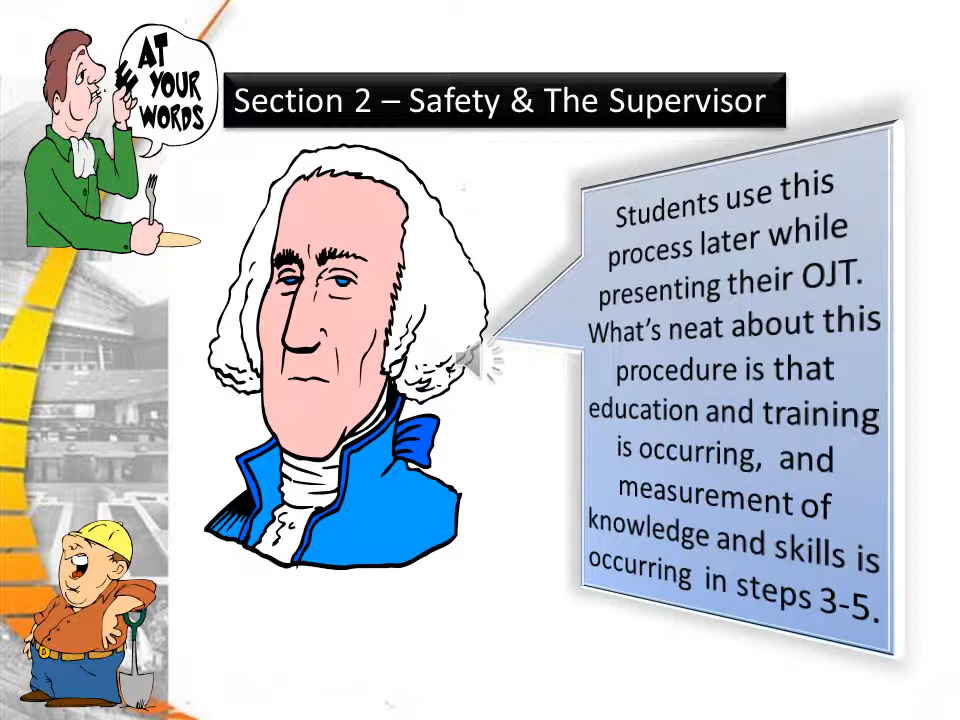 EAT
YOUR
WORDS
Section 2 – Safety & The Supervisor
Students use this
process later while
presenting their OJT.
What's neat about this
procedure is that
education and training
is occurring, and
measurement of
knowledge and skills is
occurring in steps 3-5.